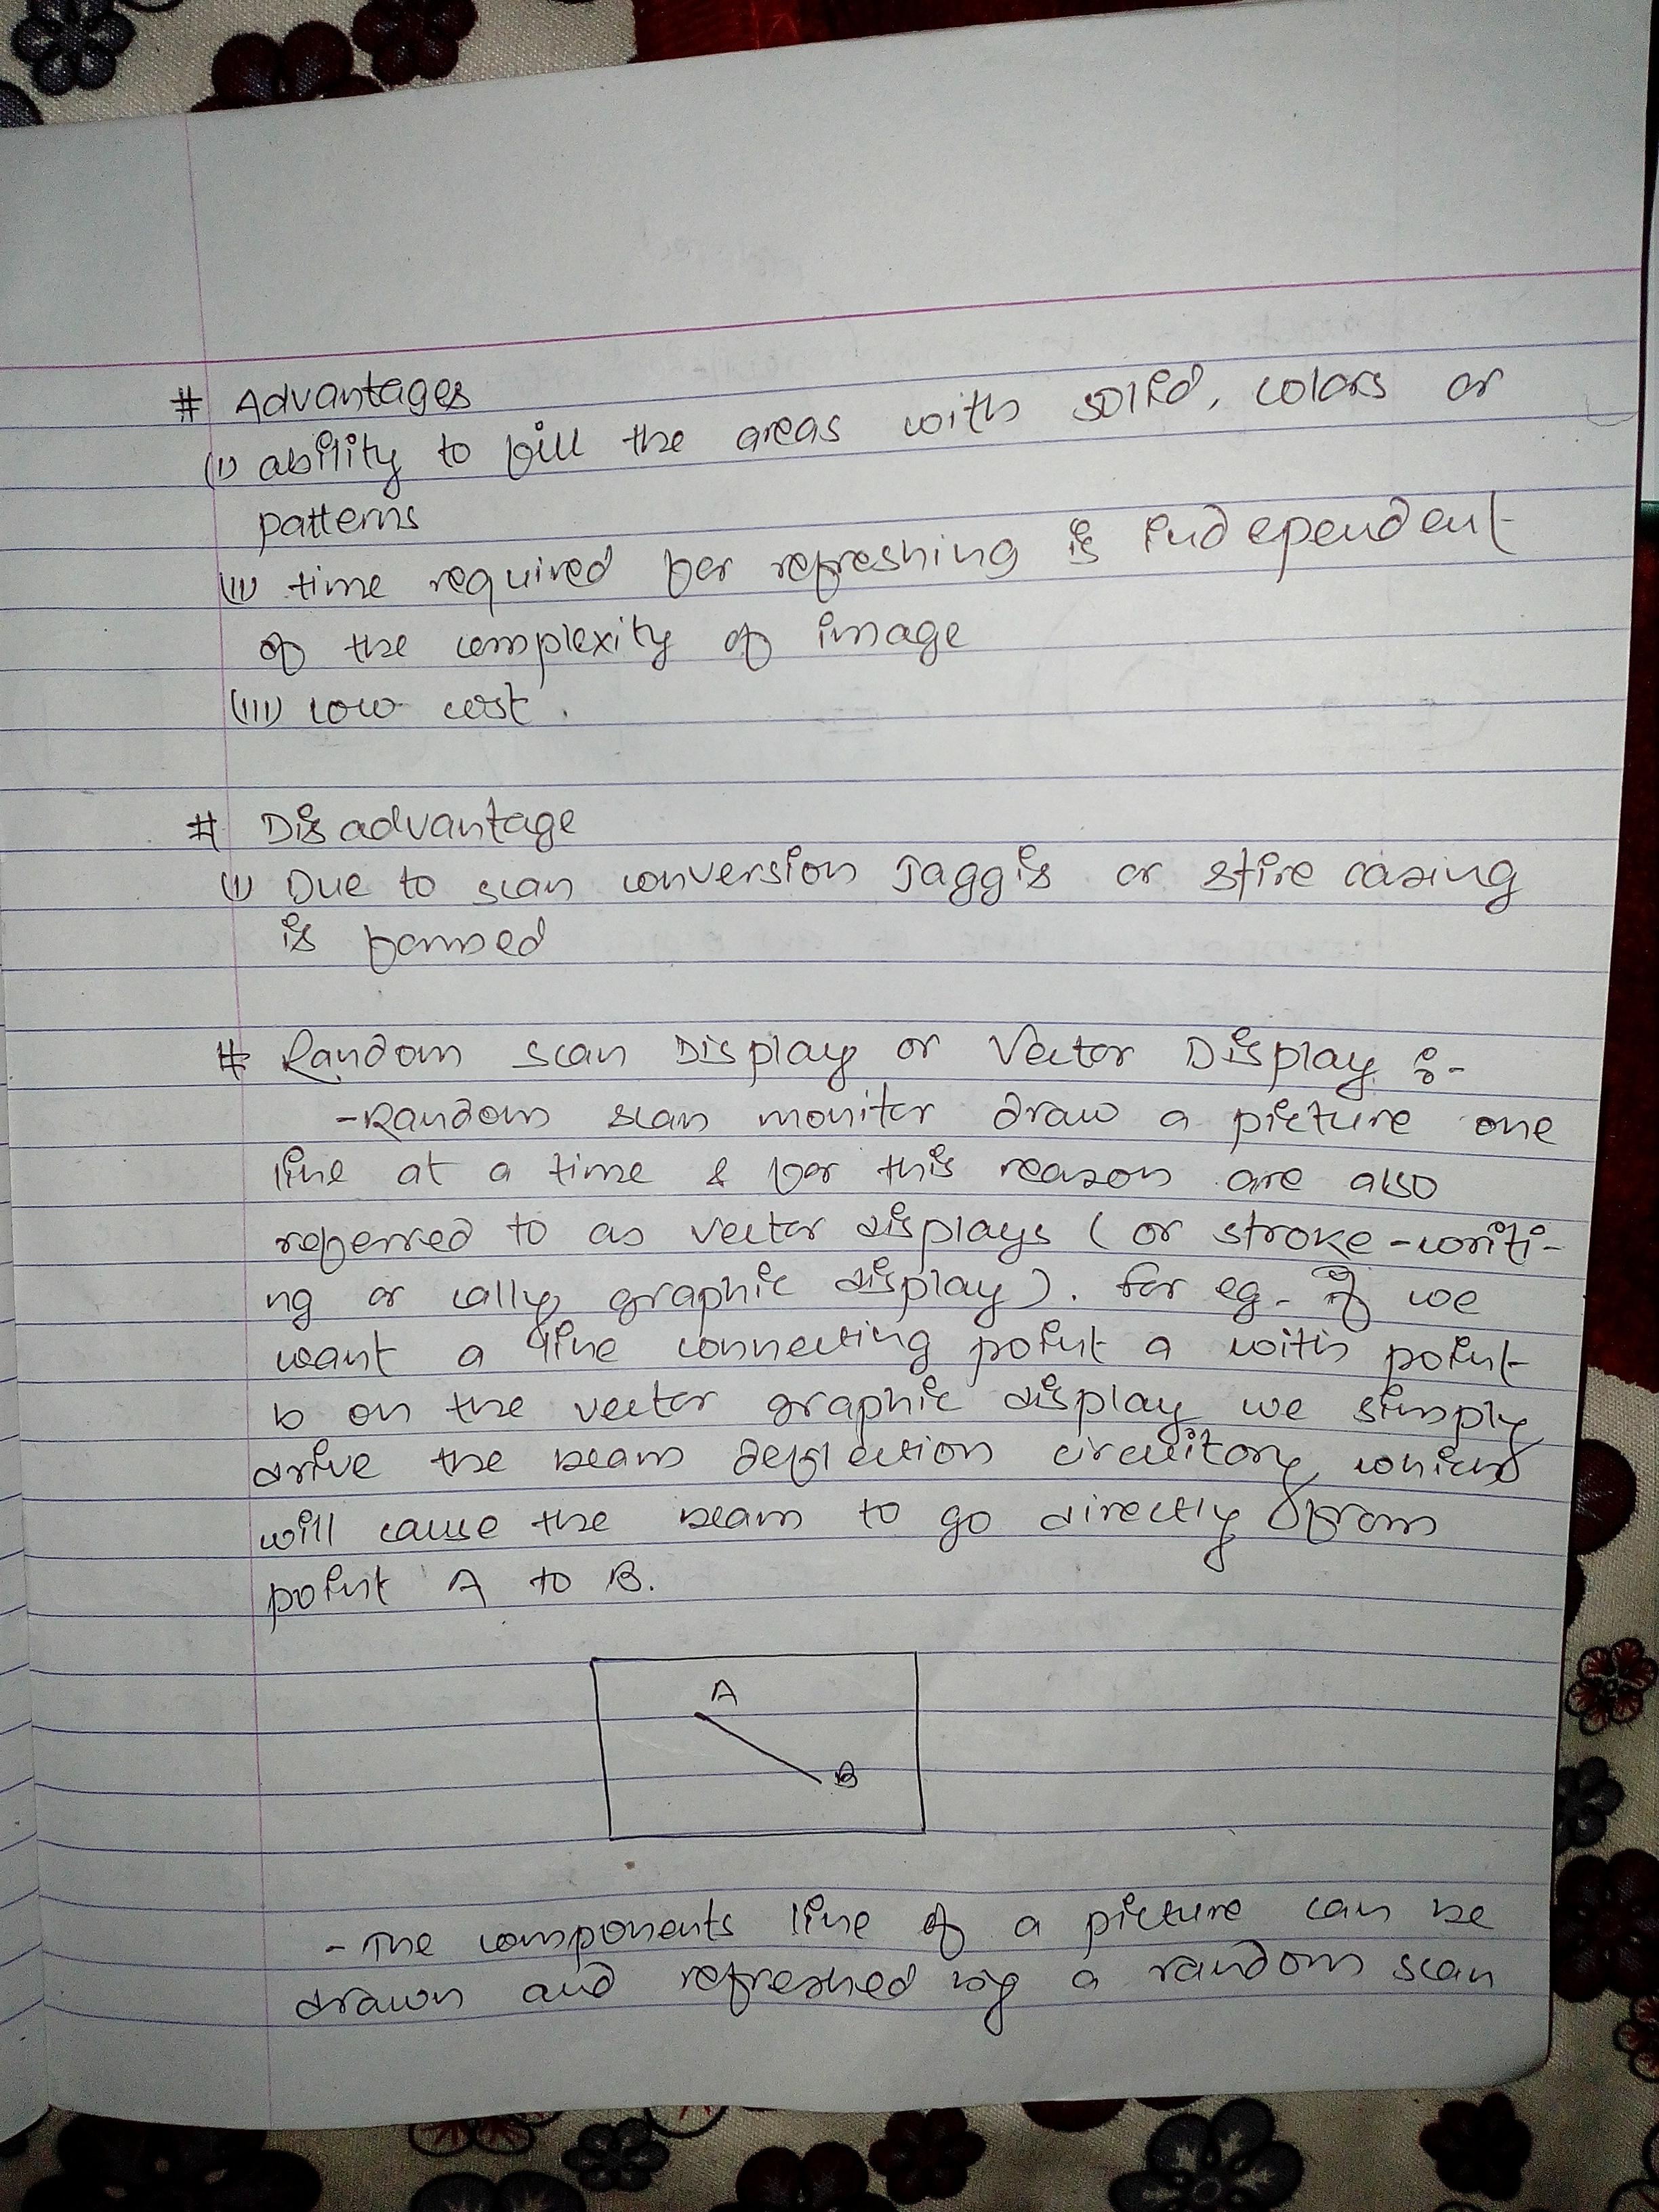 # Advantages
(i) ability to fill the areas with solid, colors or
patterns
(ii) time required for refreshing is independent
of the complexity of image
(iii) low cost.
# Disadvantage
(i) Due to scan conversion Jaggis or stire casing
is formed
# Random scan Display or Vector Display :-
- Random scan monitor draw a picture one
line at a time & for this reason are also
referred to as vector displays ( or stroke-writi-
ng or cally graphic display). for eg. if we
want a line connecting point a with point
b on the vector graphic display we simply
drive the beam deflection circuitory which
will cause the beam to go directly from
point A to B.
A
B
- The components line of a picture can be
drawn and refreshed by a random scan